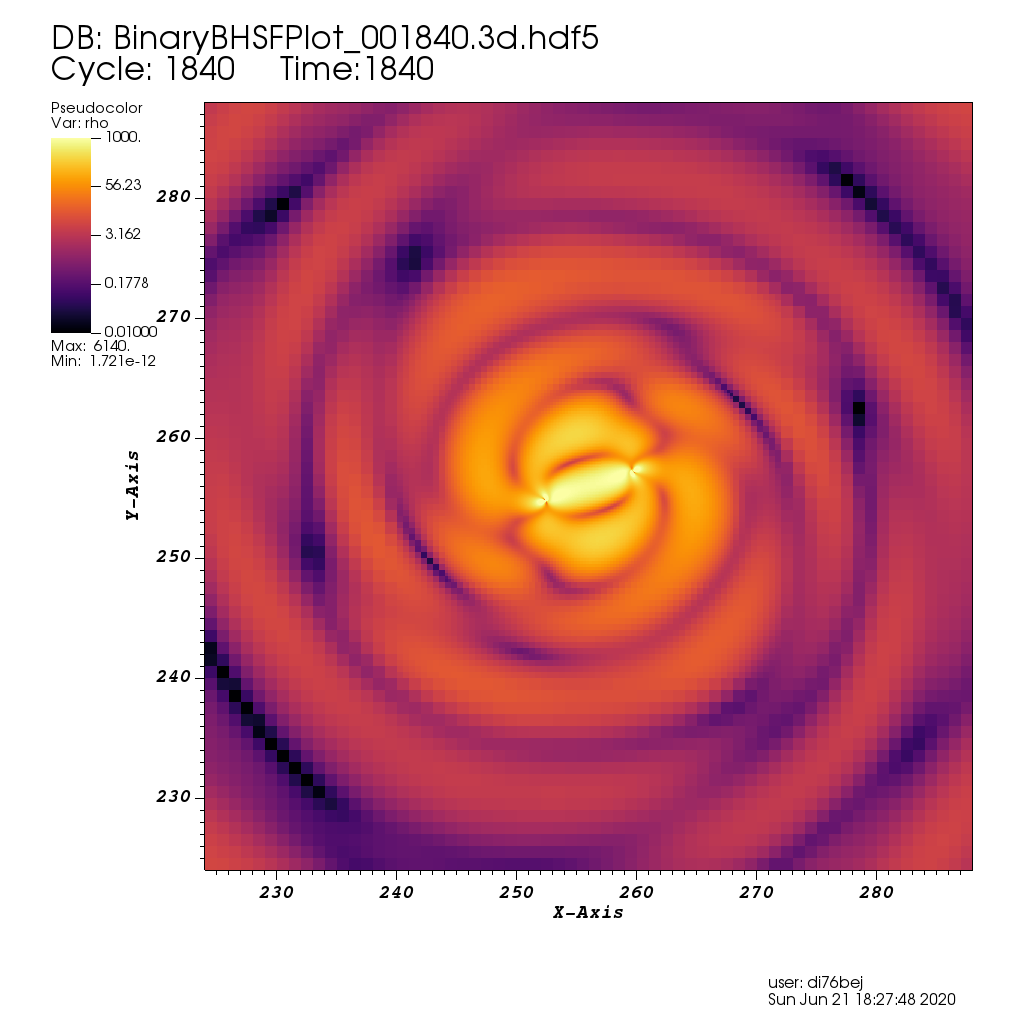 DB: BinaryBHSFPlot_001840.3d.hdf5
Cycle: 1840 Time:1840
Pseudocolor
Var: rho
1000.
56.23
3.162
0.1778
0.01000
Max: 6140.
Min: 1.721e-12
280
270
260
250
240
230
Y-Axis
230 240 250 260 270 280
X-Axis
user: di76bej
Sun Jun 21 18:27:48 2020